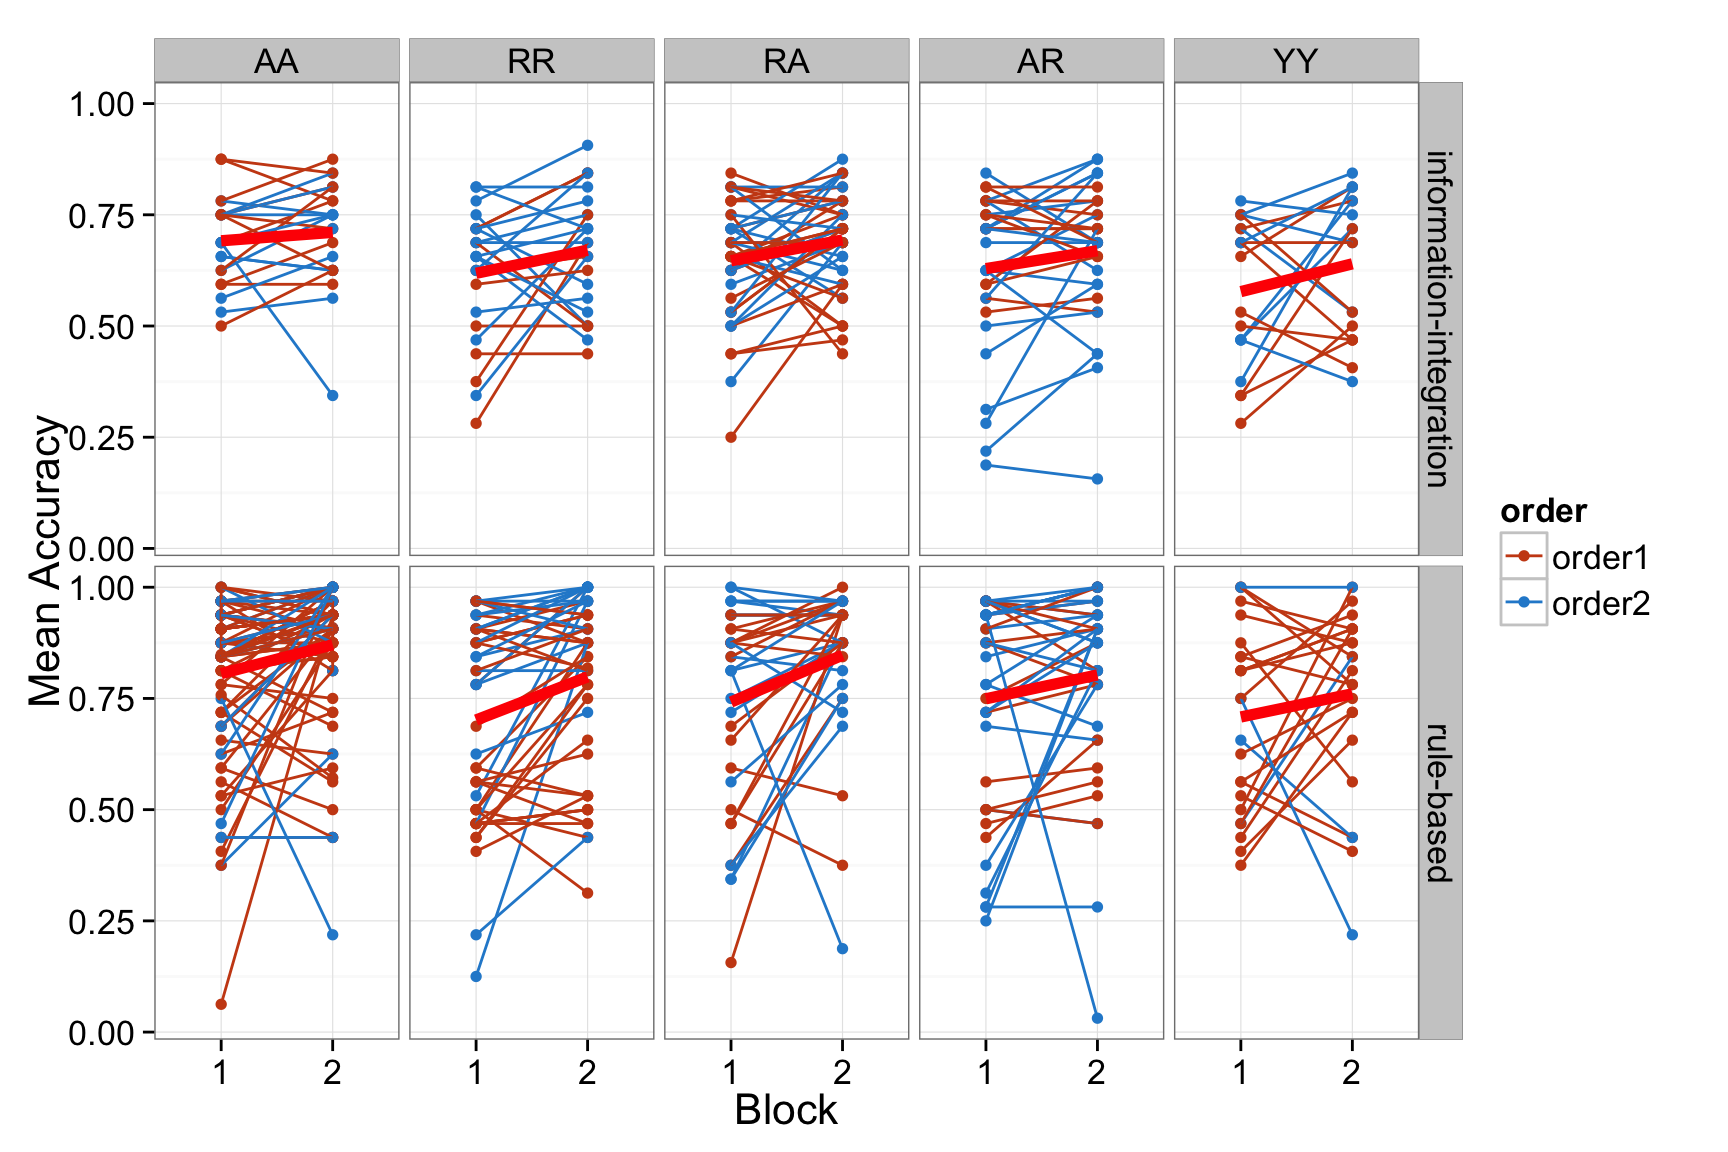 AA RR RA AR YY
1.00
0.75
0.50
0.25
0.00
information-integration
1.00
0.75
0.50
0.25
0.00
rule-based
Mean Accuracy
1 2 1 2 1 2 1 2 1 2
Block
order
order1
order2